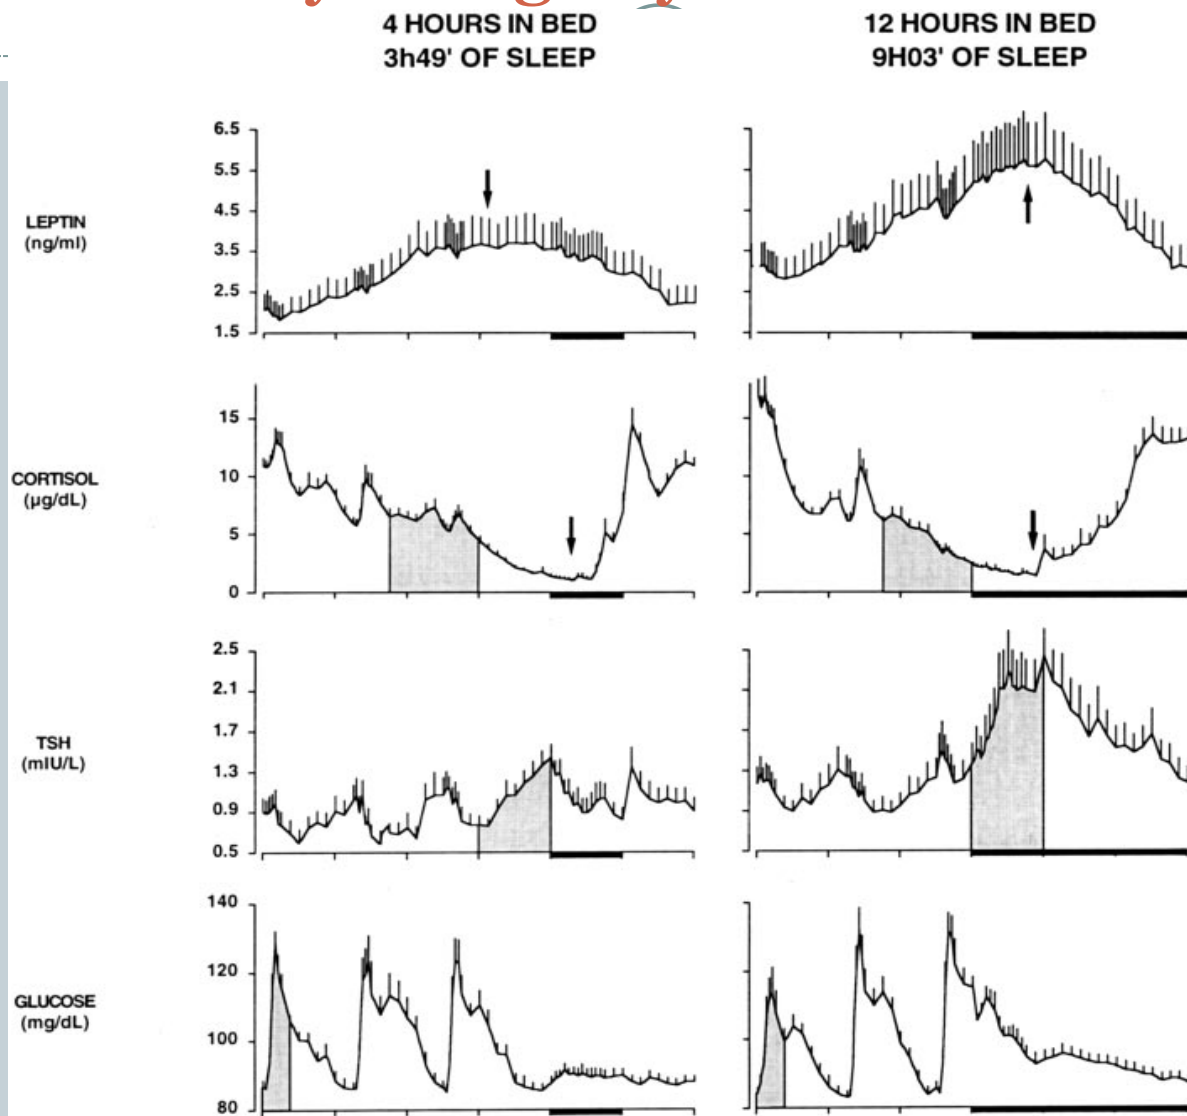 4 HOURS IN BED
3h49' OF SLEEP
12 HOURS IN BED
9H03' OF SLEEP
LEPTIN
(ng/ml)
6.5
5.5
4.5
3.5
2.5
1.5
CORTISOL
(µg/dL)
15
10
5
0
TSH
(mIU/L)
2.5
2.1
1.7
1.3
0.9
0.5
GLUCOSE
(mg/dL)
140
120
100
80